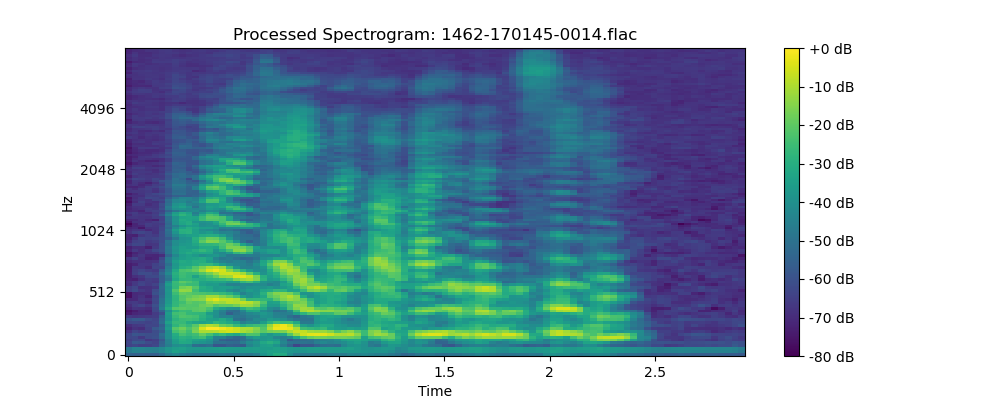 Processed Spectrogram: 1462-170145-0014.flac
Hz
4096
2048
1024
512
0
0
0.5
1
1.5
2
2.5
Time
+0 dB
-10 dB
-20 dB
-30 dB
-40 dB
-50 dB
-60 dB
-70 dB
-80 dB